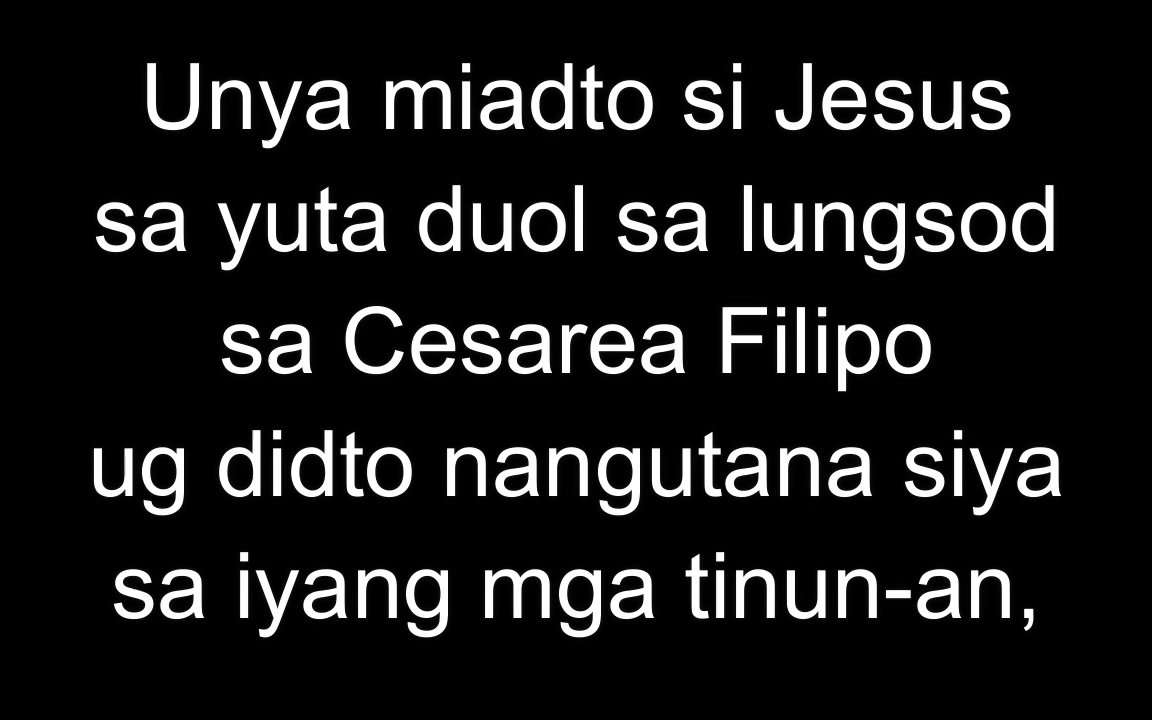 Unya miadto si Jesus
sa yuta duol sa lungsod
sa Cesarea Filipo
ug didto nangutana siya
sa iyang mga tinun-an,